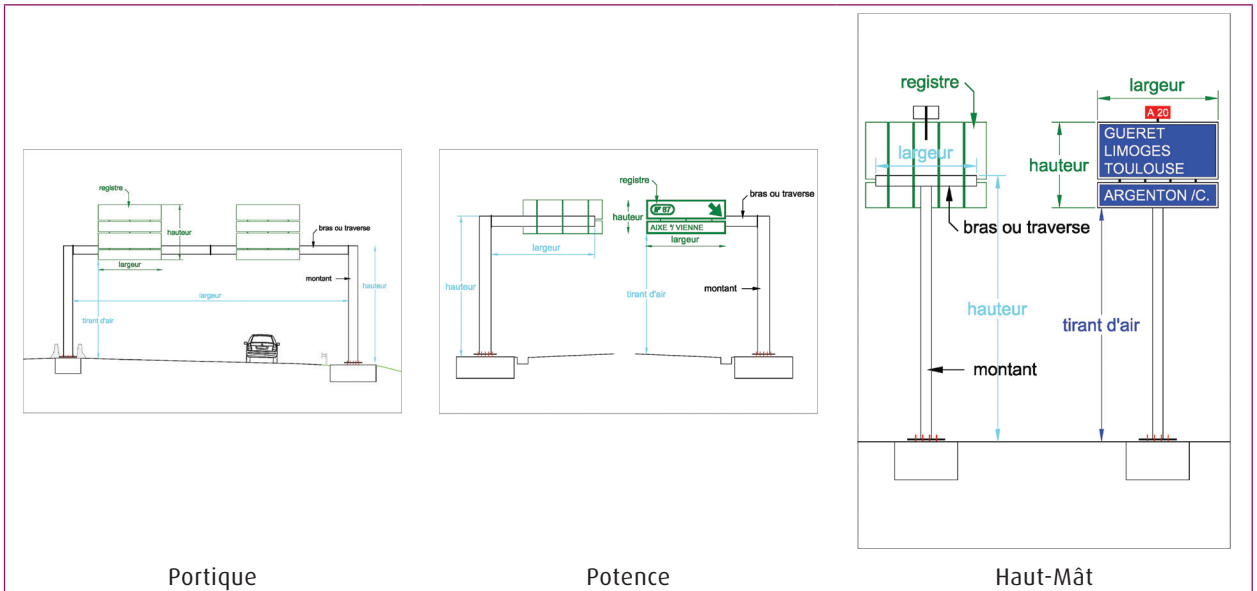 registre
hauteur
bras ou traverse
largeur
montant
largeur
hauteur
tirant d'air
Portique
registre
bras ou traverse
87
hauteur
AIXE S/ VIENNE
largeur
largeur
hauteur
tirant d'air
montant
Potence
registre
largeur
A 20
largeur
hauteur
GUERET
LIMOGES
TOULOUSE
ARGENTON /C.
bras ou traverse
hauteur
tirant d'air
montant
Haut-Mât